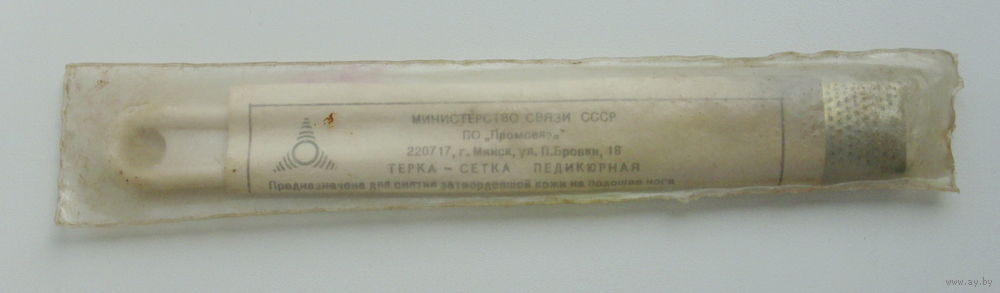 МИНИСТЕРСТВО СВЯЗИ СССР
ПО „Промсвязь"
220717, г. Минск, ул. П.Бровки, 18
ТЕРКА – СЕТКА ПЕДИКЮРНАЯ
Предназначена для снятия затвердевшей кожи на подошве ноги
www.ay.by